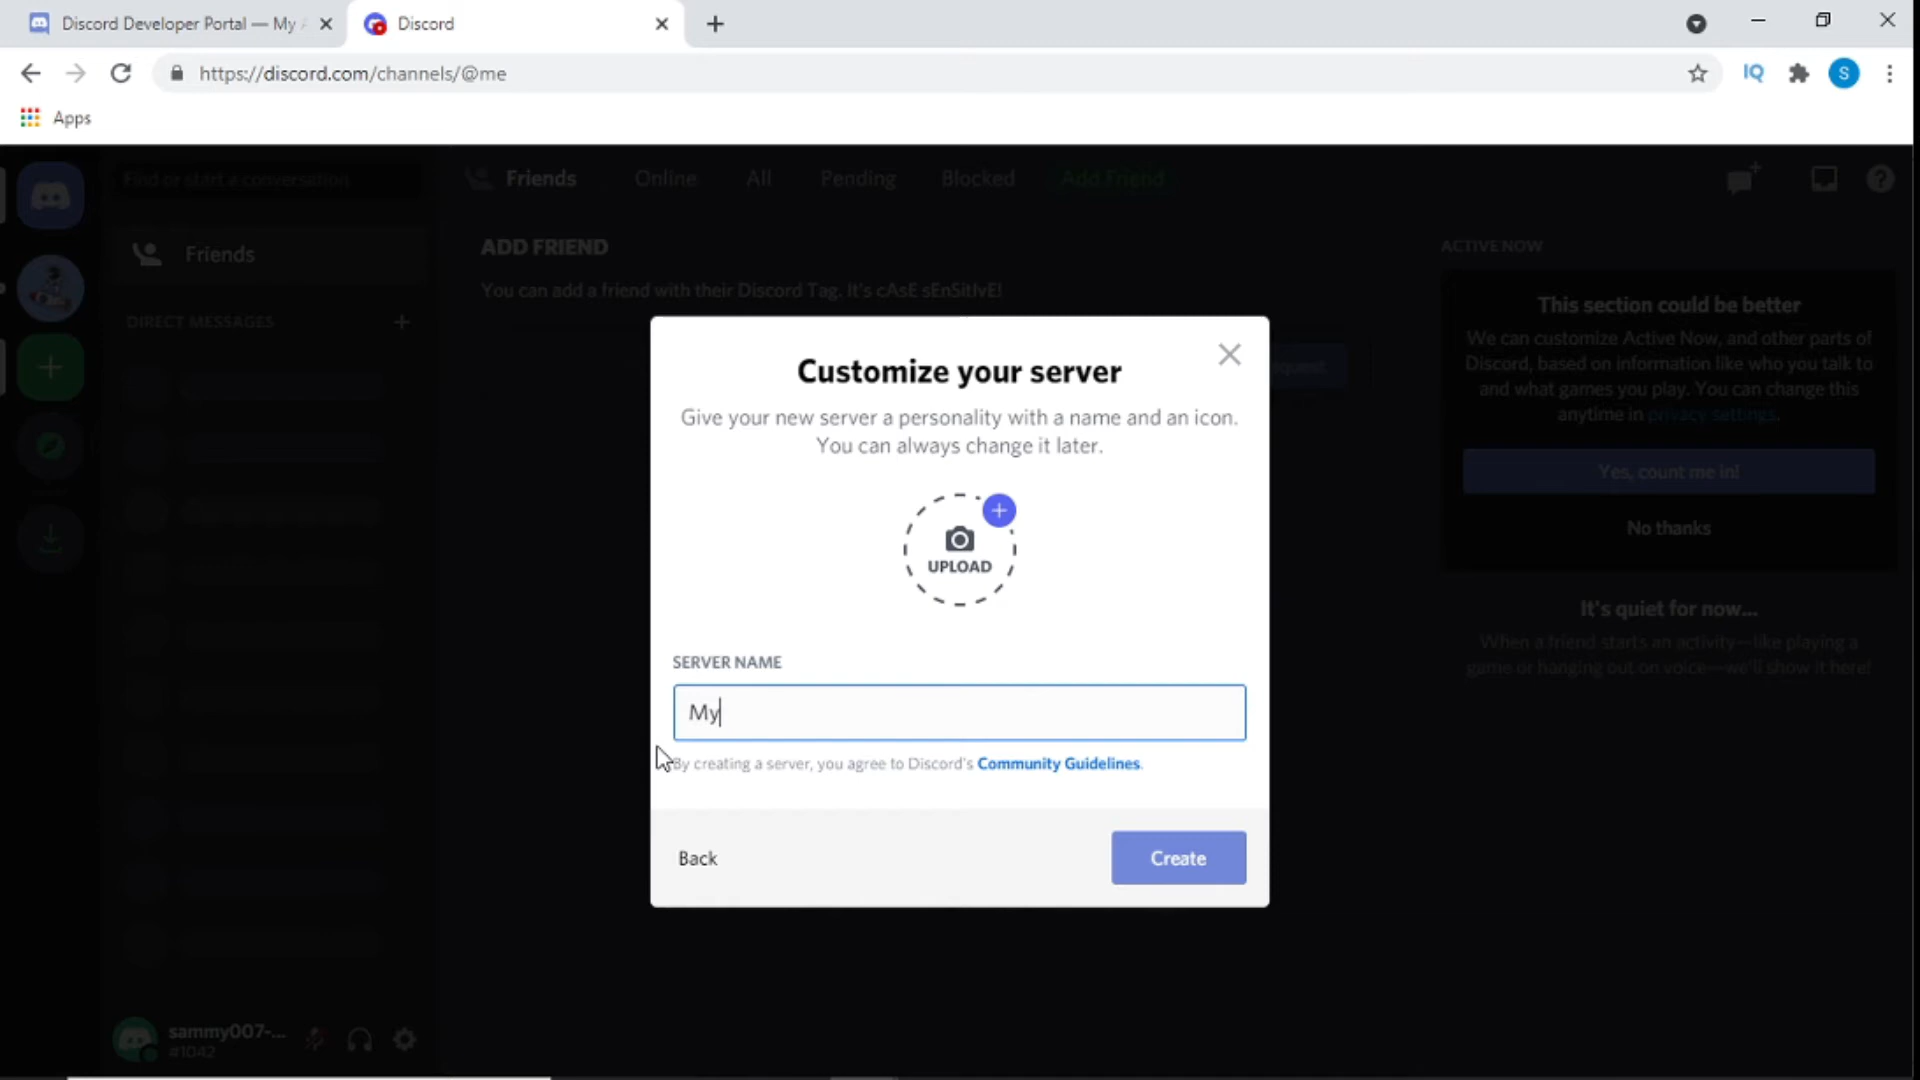 Discord Developer Portal — My A
Discord
https://discord.com/channels/@me
IQ
S
Apps
Find or start a conversation
Friends
Online
All
Pending
Blocked
Add Friend
Friends
DIRECT MESSAGES
ADD FRIEND
You can add a friend with their Discord Tag. It's cAsE sEnSitIvE!
ACTIVE NOW
This section could be better
We can customize Active Now, and other parts of
Discord, based on information like who you talk to
and what games you play. You can change this
anytime in privacy settings.
Yes, count me in!
No thanks
It's quiet for now...
When a friend starts an activity—like playing a
game or hanging out on voice—we'll show it here!
Customize your server
Give your new server a personality with a name and an icon.
You can always change it later.
UPLOAD
SERVER NAME
My
By creating a server, you agree to Discord's Community Guidelines.
Back
Create
sammy007-...
#1042